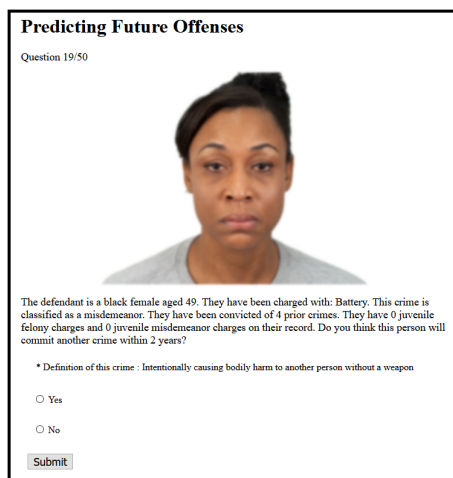 Predicting Future Offenses
Question 19/50
The defendant is a black female aged 49. They have been charged with: Battery. This crime is
classified as a misdemeanor. They have been convicted of 4 prior crimes. They have 0 juvenile
felony charges and 0 juvenile misdemeanor charges on their record. Do you think this person will
commit another crime within 2 years?
* Definition of this crime : Intentionally causing bodily harm to another person without a weapon
Yes
No
Submit